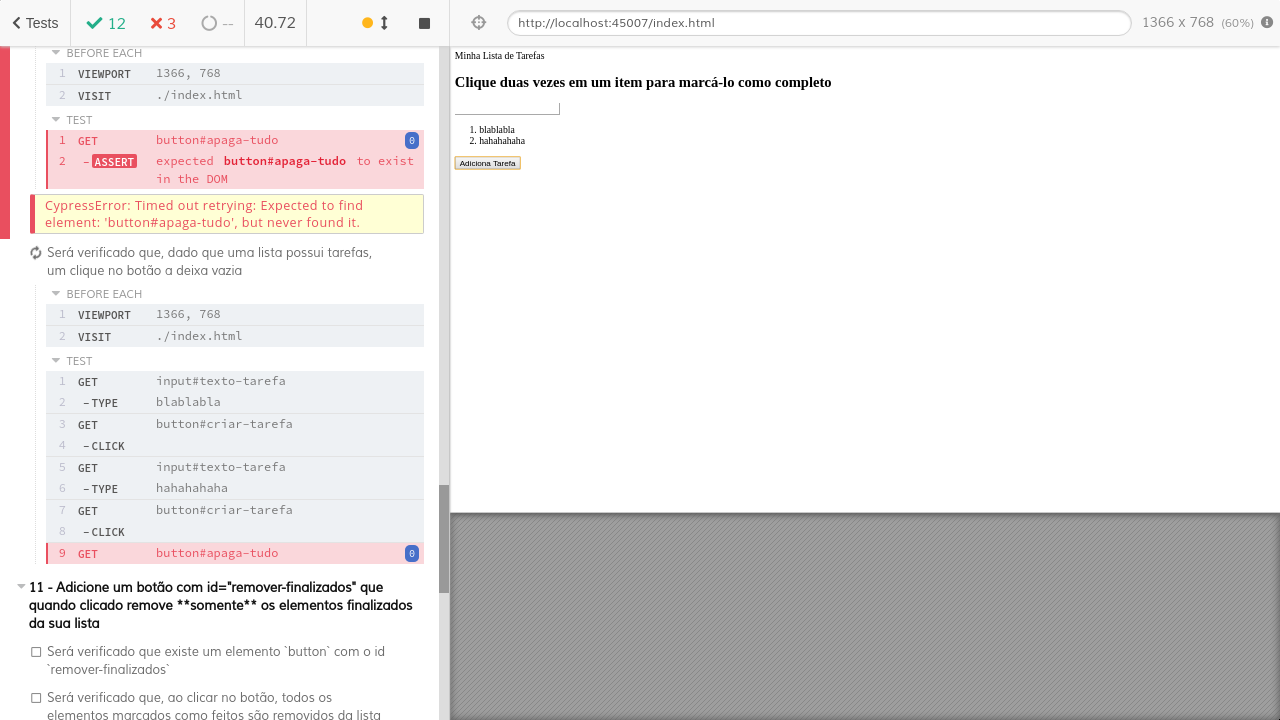 Tests
12
3
--
40.72
http://localhost:45007/index.html
1366 x 768 (60%)
BEFORE EACH
1 VIEWPORT 1366, 768
2 VISIT ./index.html
TEST
1 GET button#apaga-tudo 0
2 -ASSERT expected button#apaga-tudo to exist
in the DOM
CypressError: Timed out retrying: Expected to find
element: 'button#apaga-tudo', but never found it.
Será verificado que, dado que uma lista possui tarefas,
um clique no botão a deixa vazia
BEFORE EACH
1 VIEWPORT 1366, 768
2 VISIT ./index.html
TEST
1 GET input#texto-tarefa
2 -TYPE blablabla
3 GET button#criar-tarefa
4 -CLICK
5 GET input#texto-tarefa
6 -TYPE hahahahaha
7 GET button#criar-tarefa
8 -CLICK
9 GET button#apaga-tudo 0
11 - Adicione um botão com id="remover-finalizados" que
quando clicado remove **somente** os elementos finalizados
da sua lista
Será verificado que existe um elemento `button` com o id
`remover-finalizados`
Será verificado que, ao clicar no botão, todos os
elementos marcados como feitos são removidos da lista
Minha Lista de Tarefas
Clique duas vezes em um item para marcá-lo como completo
1. blablabla
2. hahahahaha
Adiciona Tarefa